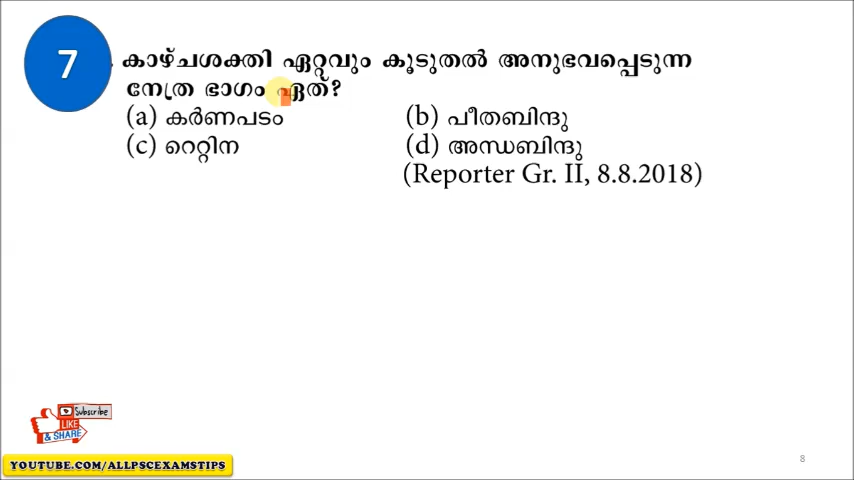 7
. കാഴ്ചശക്തി ഏറ്റവും കൂടുതൽ അനുഭവപ്പെടുന്ന
നേത്ര ഭാഗം ഏത്?
(a) കർണപടം (b) പീതബിന്ദു
(c) റെറ്റിന (d) അന്ധബിന്ദു
(Reporter Gr. II, 8.8.2018)
Subscribe
LIKE
& SHARE
YOUTUBE.COM/ALLPSCEXAMSTIPS
8